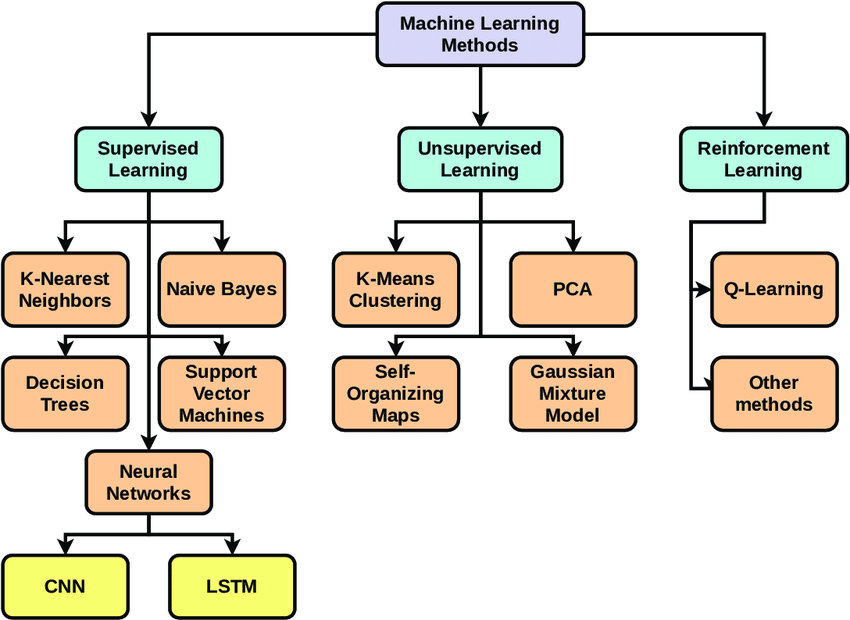 Machine Learning
Methods
Supervised
Learning
Unsupervised
Learning
Reinforcement
Learning
K-Nearest
Neighbors
Naive Bayes
K-Means
Clustering
PCA
Q-Learning
Decision
Trees
Support
Vector
Machines
Self-
Organizing
Maps
Gaussian
Mixture
Model
Other
methods
Neural
Networks
CNN
LSTM